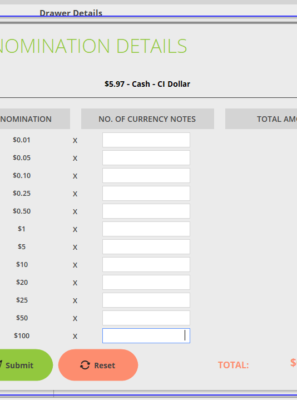 Drawer Details
NOMINATION DETAILS
$5.97 - Cash - CI Dollar
NOMINATION NO. OF CURRENCY NOTES TOTAL AM
$0.01 X
$0.05 X
$0.10 X
$0.25 X
$0.50 X
$1 X
$5 X
$10 X
$20 X
$25 X
$50 X
$100 X
Submit Reset TOTAL: $